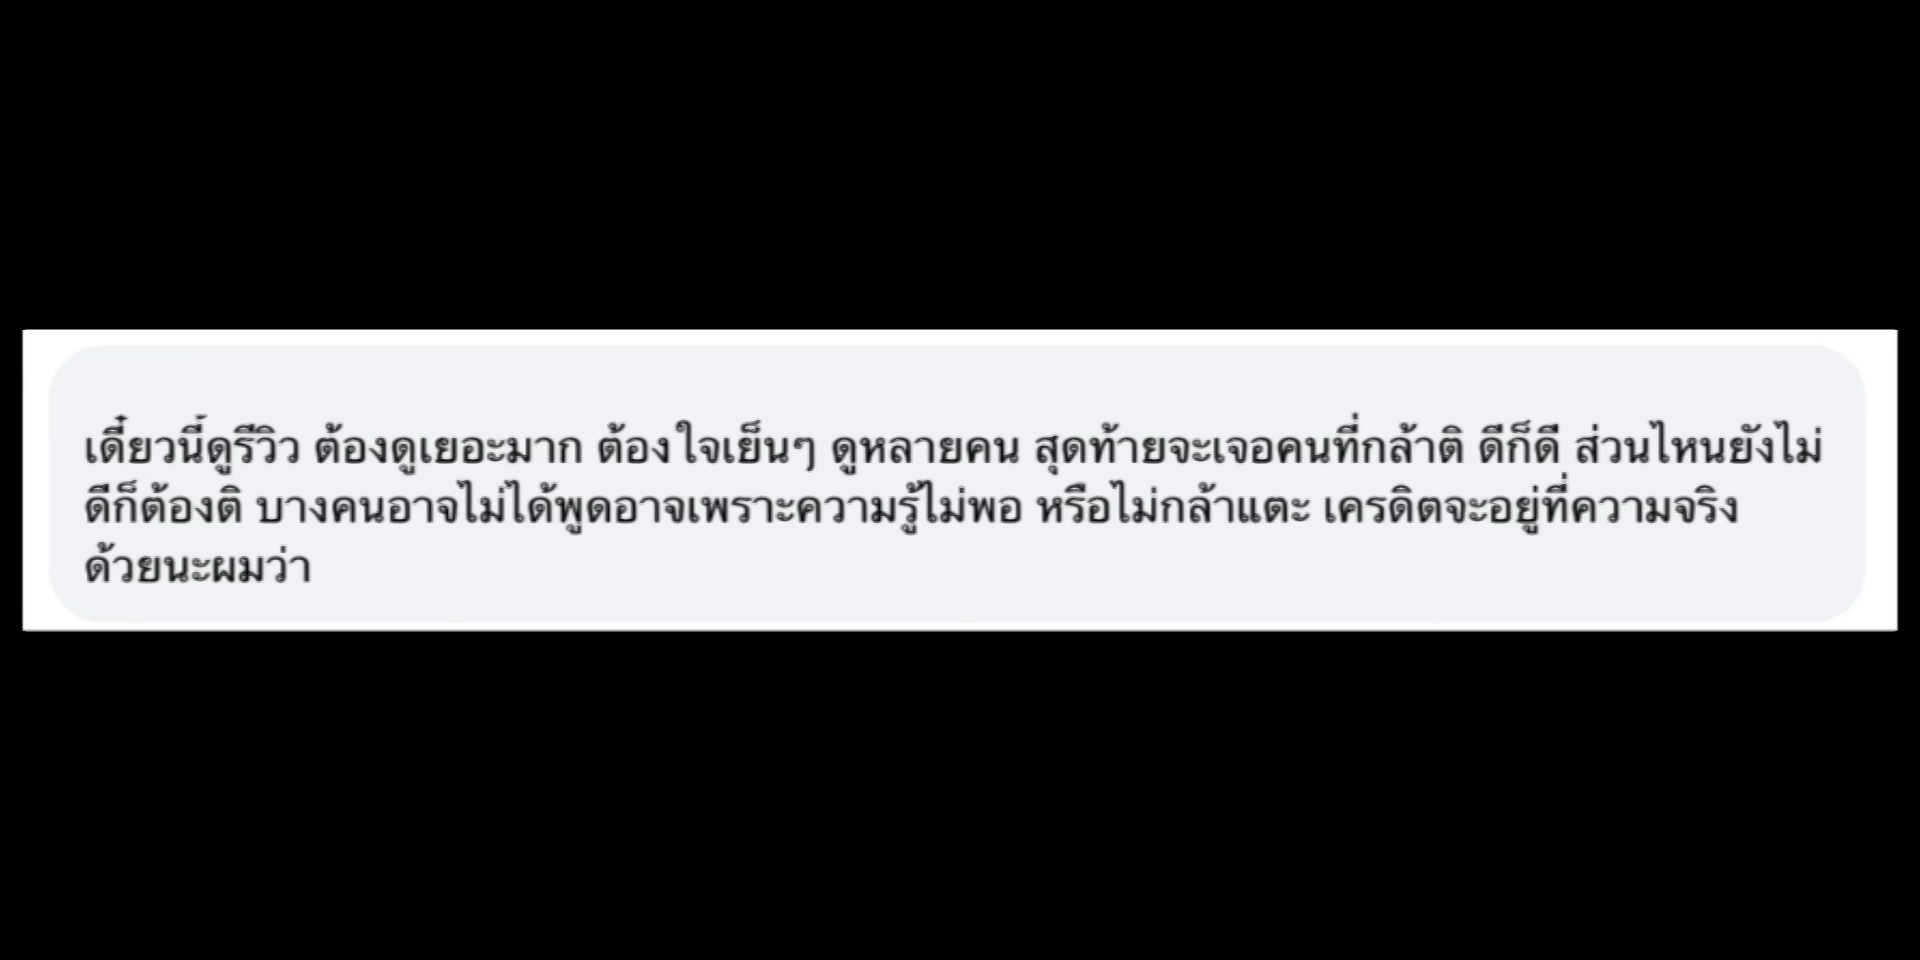 เดี๋ยวนี้ดูรีวิว ต้องดูเยอะมาก ต้องใจเย็นๆ ดูหลายคน สุดท้ายจะเจอคนที่กล้าติ ดีก็ดี ส่วนไหนยังไม่
ดีก็ต้องติ บางคนอาจไม่ได้พูดอาจเพราะความรู้ไม่พอ หรือไม่กล้าแตะ เครดิตจะอยู่ที่ความจริง
ด้วยนะผมว่า